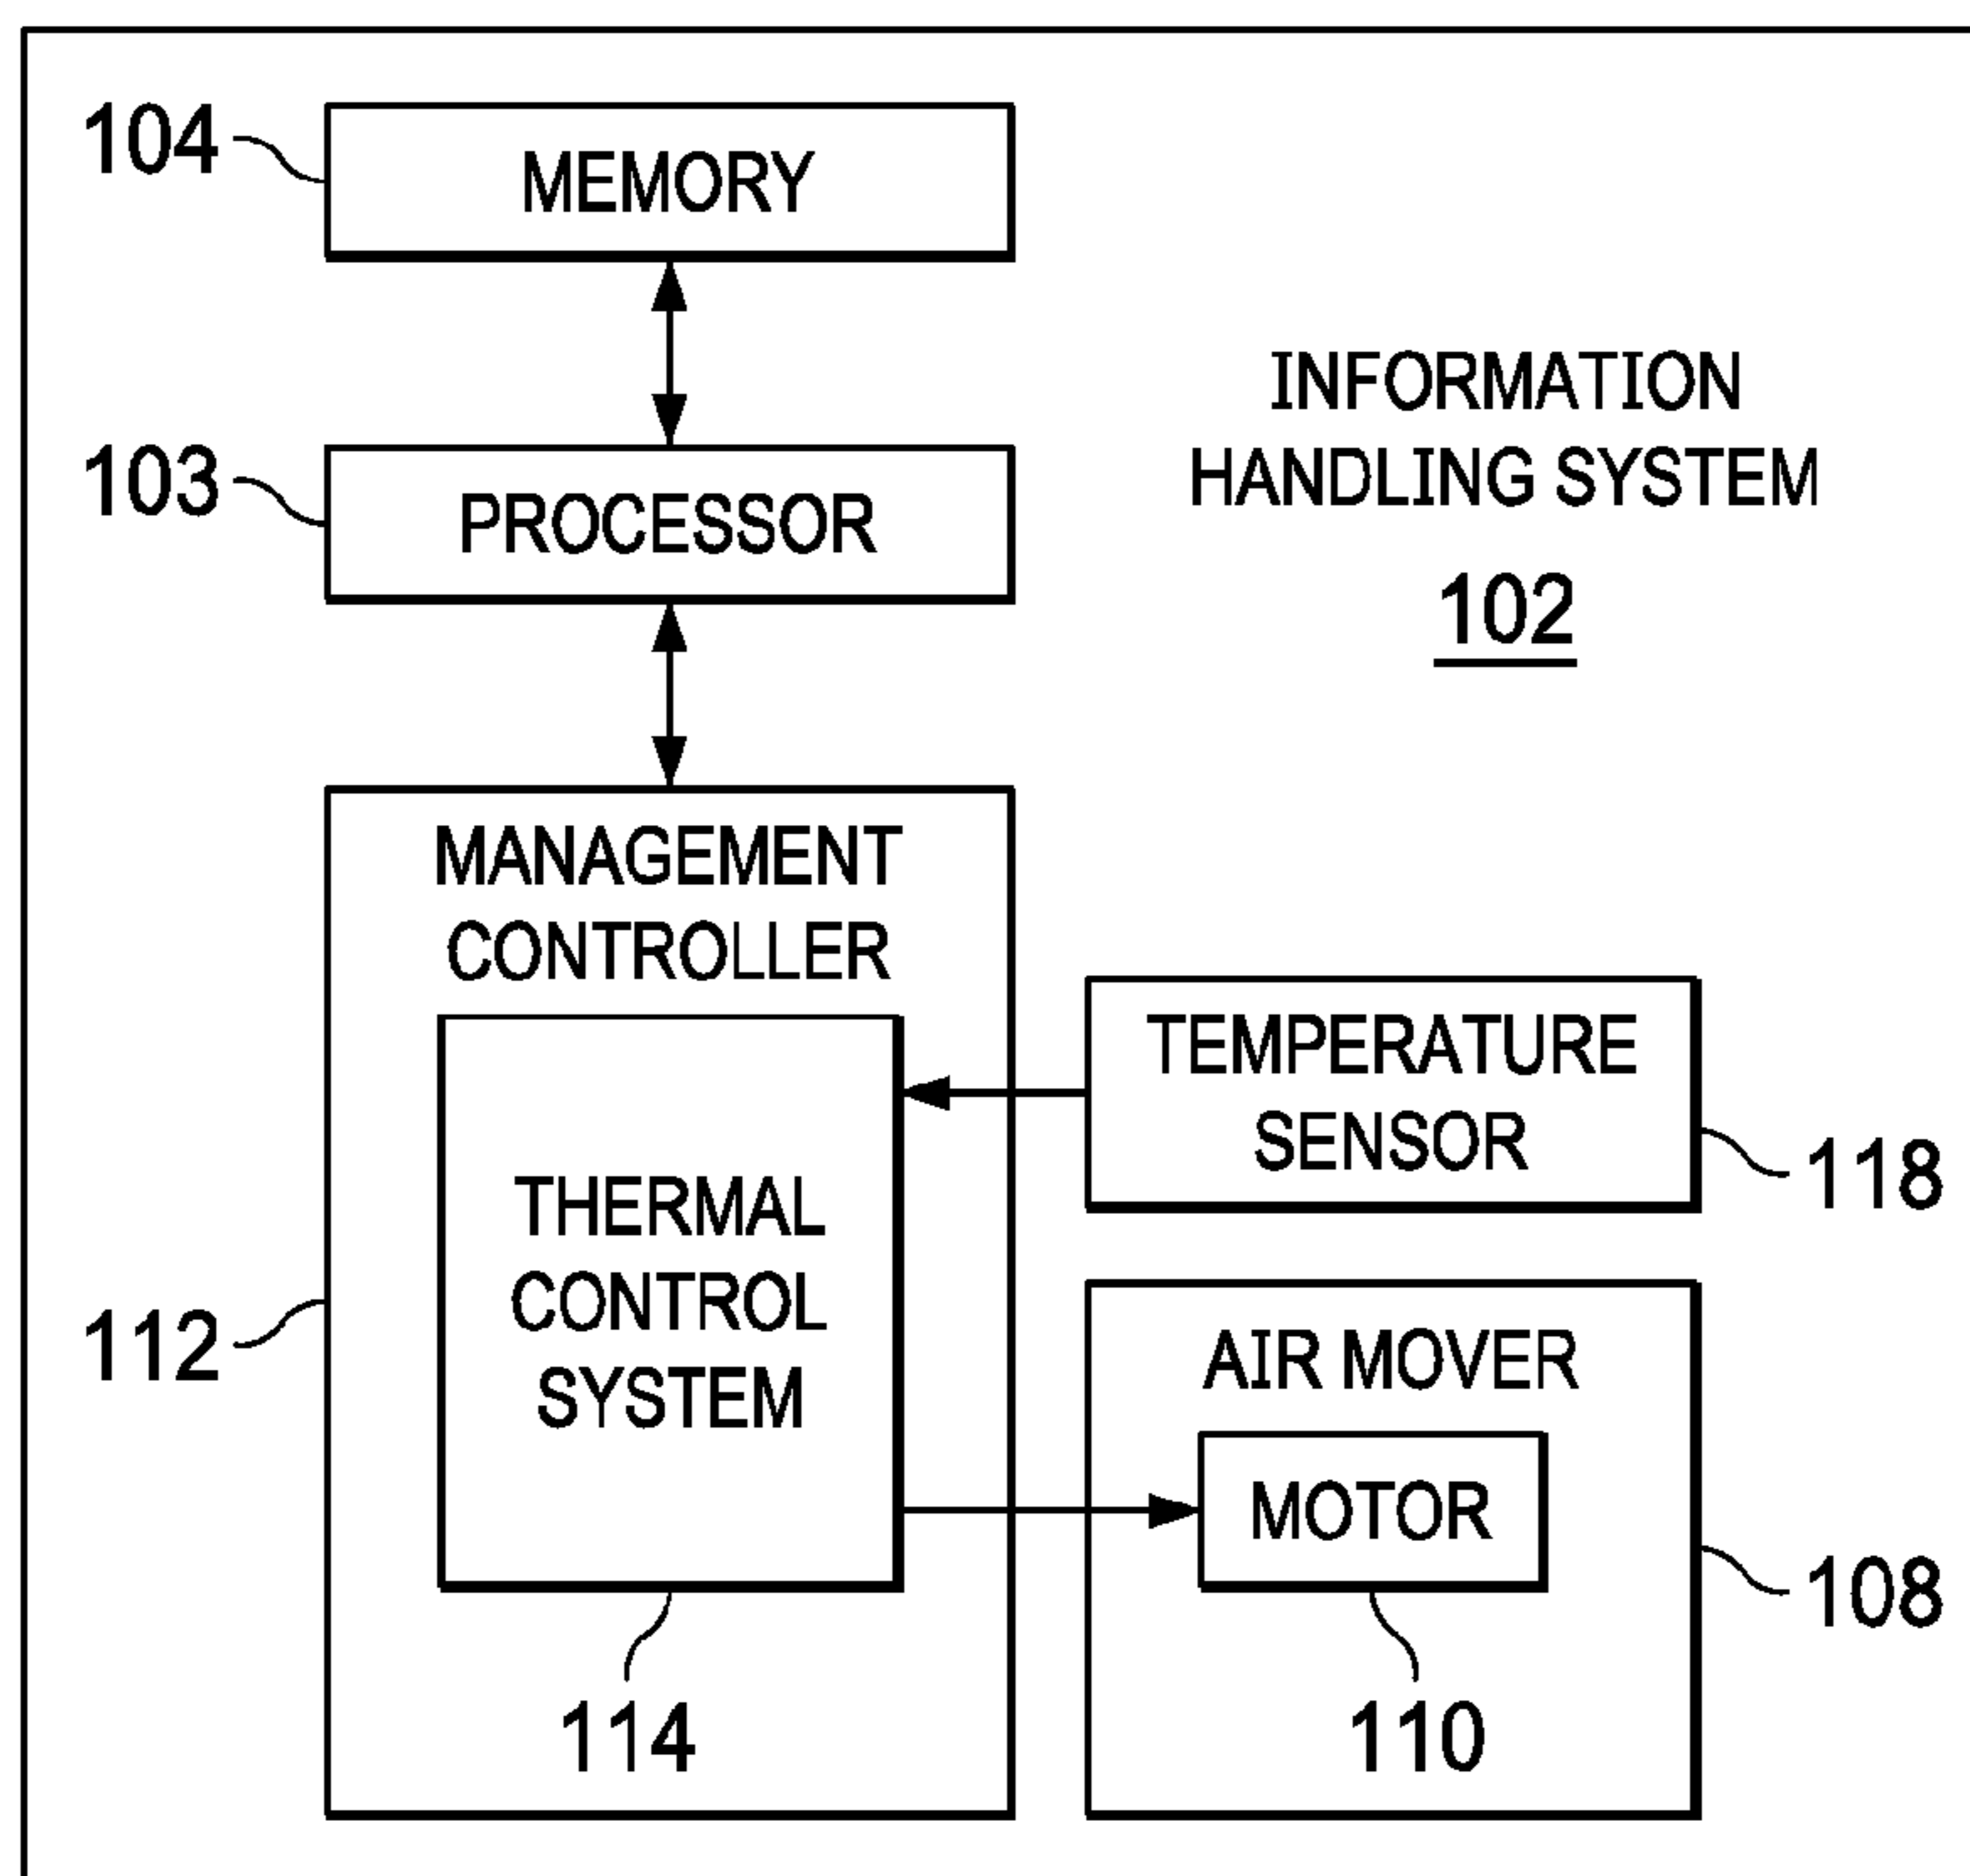 104
MEMORY
103
PROCESSOR
INFORMATION
HANDLING SYSTEM
102
MANAGEMENT
CONTROLLER
TEMPERATURE
SENSOR
118
THERMAL
CONTROL
SYSTEM
112
AIR MOVER
MOTOR
108
114
110